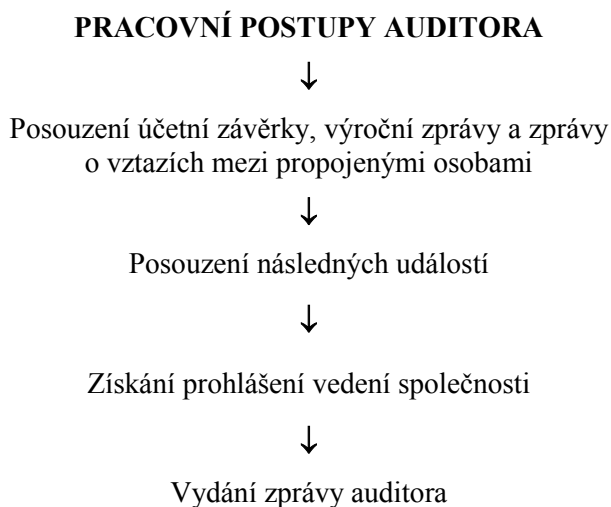 PRACOVNÍ POSTUPY AUDITORA
↓
Posouzení účetní závěrky, výroční zprávy a zprávy
o vztazích mezi propojenými osobami
↓
Posouzení následných událostí
↓
Získání prohlášení vedení společnosti
↓
Vydání zprávy auditora